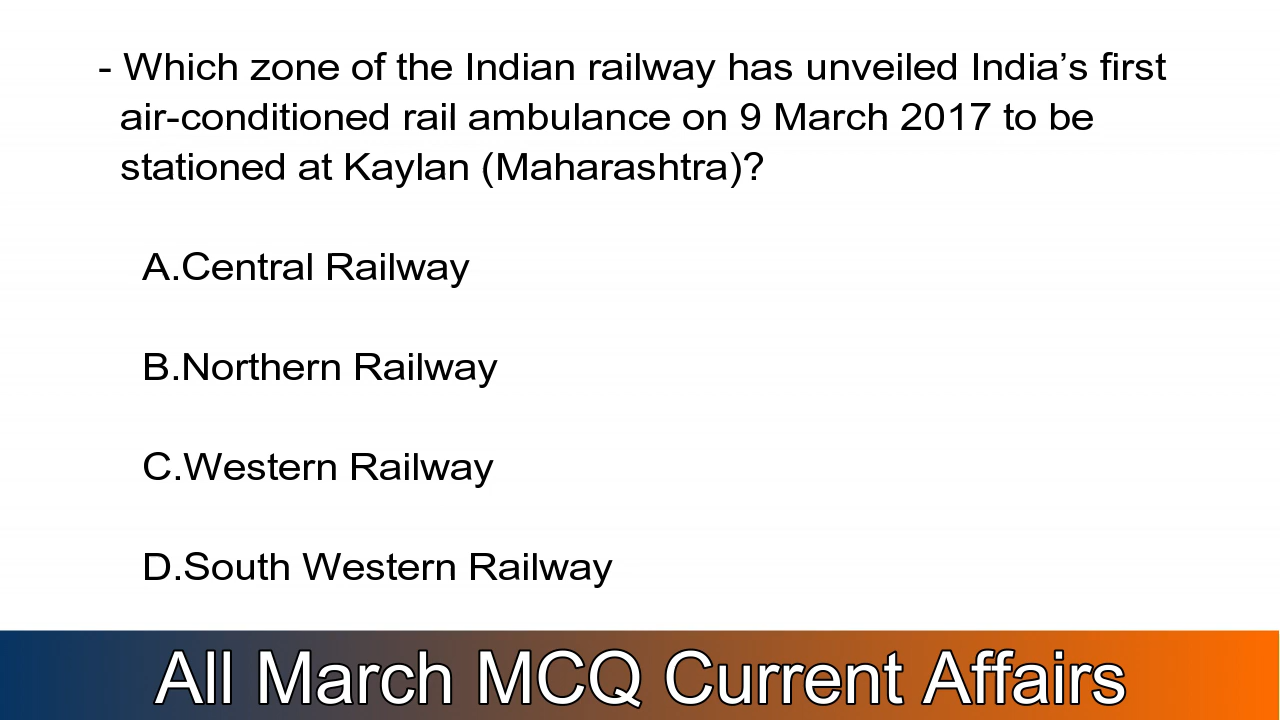 - Which zone of the Indian railway has unveiled India’s first
air-conditioned rail ambulance on 9 March 2017 to be
stationed at Kaylan (Maharashtra)?
A.Central Railway
B.Northern Railway
C.Western Railway
D.South Western Railway
All March MCQ Current Affairs